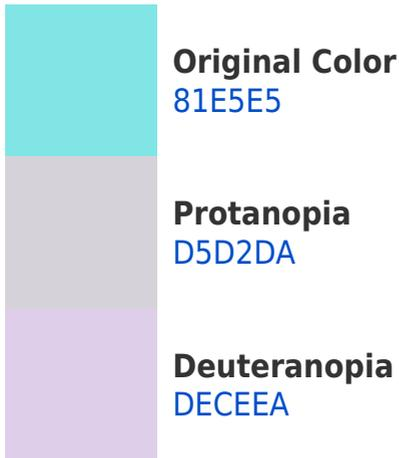 Original Color
81E5E5
Protanopia
D5D2DA
Deuteranopia
DECEEA